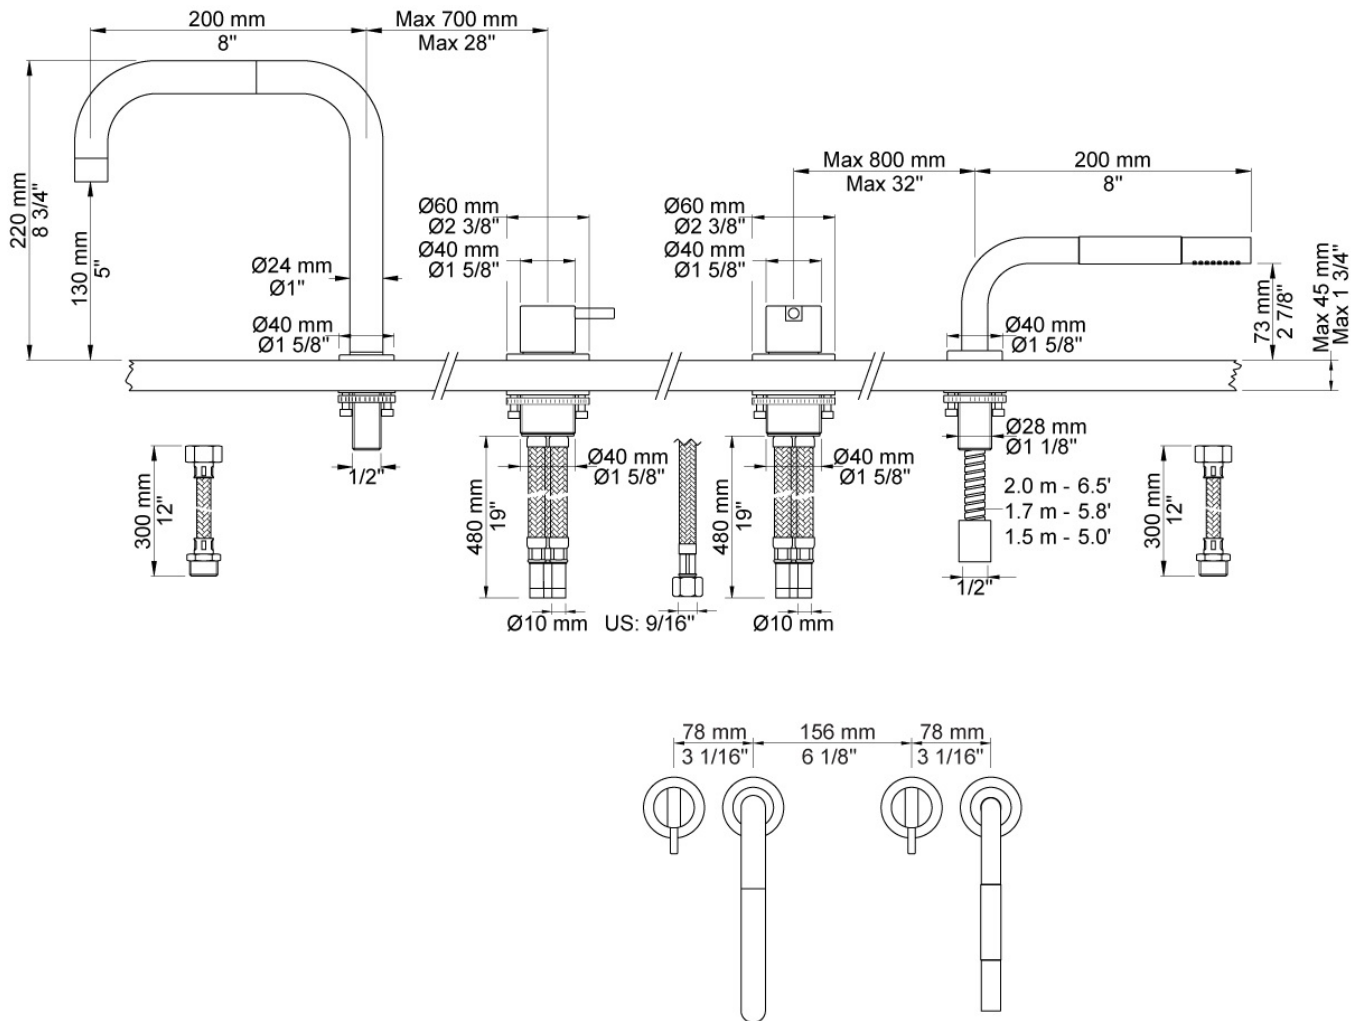 200 mm
8"
Max 700 mm
Max 28"
220 mm
8 3/4"
130 mm
5"
Ø24 mm
Ø1"
Ø40 mm
Ø1 5/8"
Ø60 mm
Ø2 3/8"
Ø40 mm
Ø1 5/8"
Ø60 mm
Ø2 3/8"
Ø40 mm
Ø1 5/8"
Max 800 mm
Max 32"
200 mm
8"
Ø40 mm
Ø1 5/8"
73 mm
2 7/8"
Max 45 mm
Max 1 3/4"
300 mm
12"
1/2"
480 mm
19"
Ø40 mm
Ø1 5/8"
Ø10 mm
US: 9/16"
480 mm
19"
Ø40 mm
Ø1 5/8"
Ø10 mm
Ø28 mm
Ø1 1/8"
2.0 m - 6.5'
1.7 m - 5.8'
1.5 m - 5.0'
1/2"
300 mm
12"
78 mm
3 1/16"
156 mm
6 1/8"
78 mm
3 1/16"